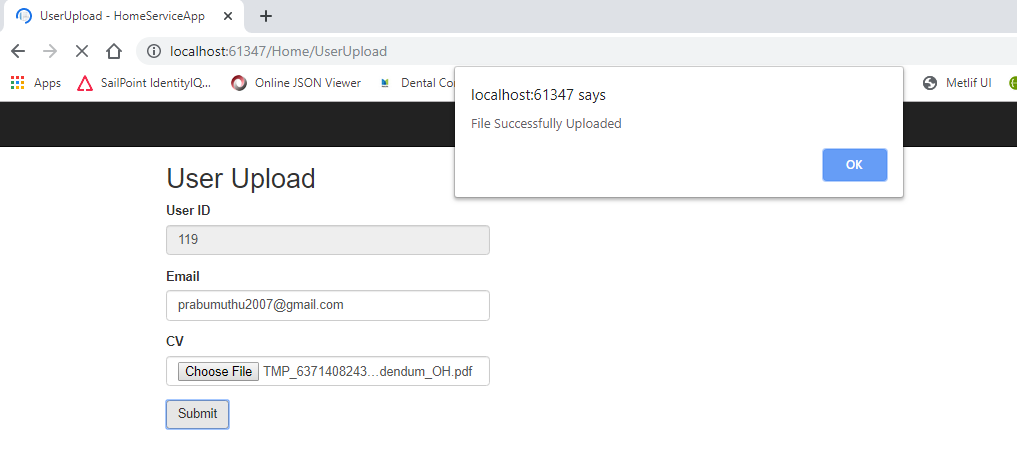 UserUpload - HomeServiceApp
localhost:61347/Home/UserUpload
Apps SailPoint IdentityIQ... Online JSON Viewer Dental Co Metlif UI
localhost:61347 says
File Successfully Uploaded
OK
User Upload
User ID
119
Email
prabumuthu2007@gmail.com
CV
Choose File TMP_6371408243...dendum_OH.pdf
Submit